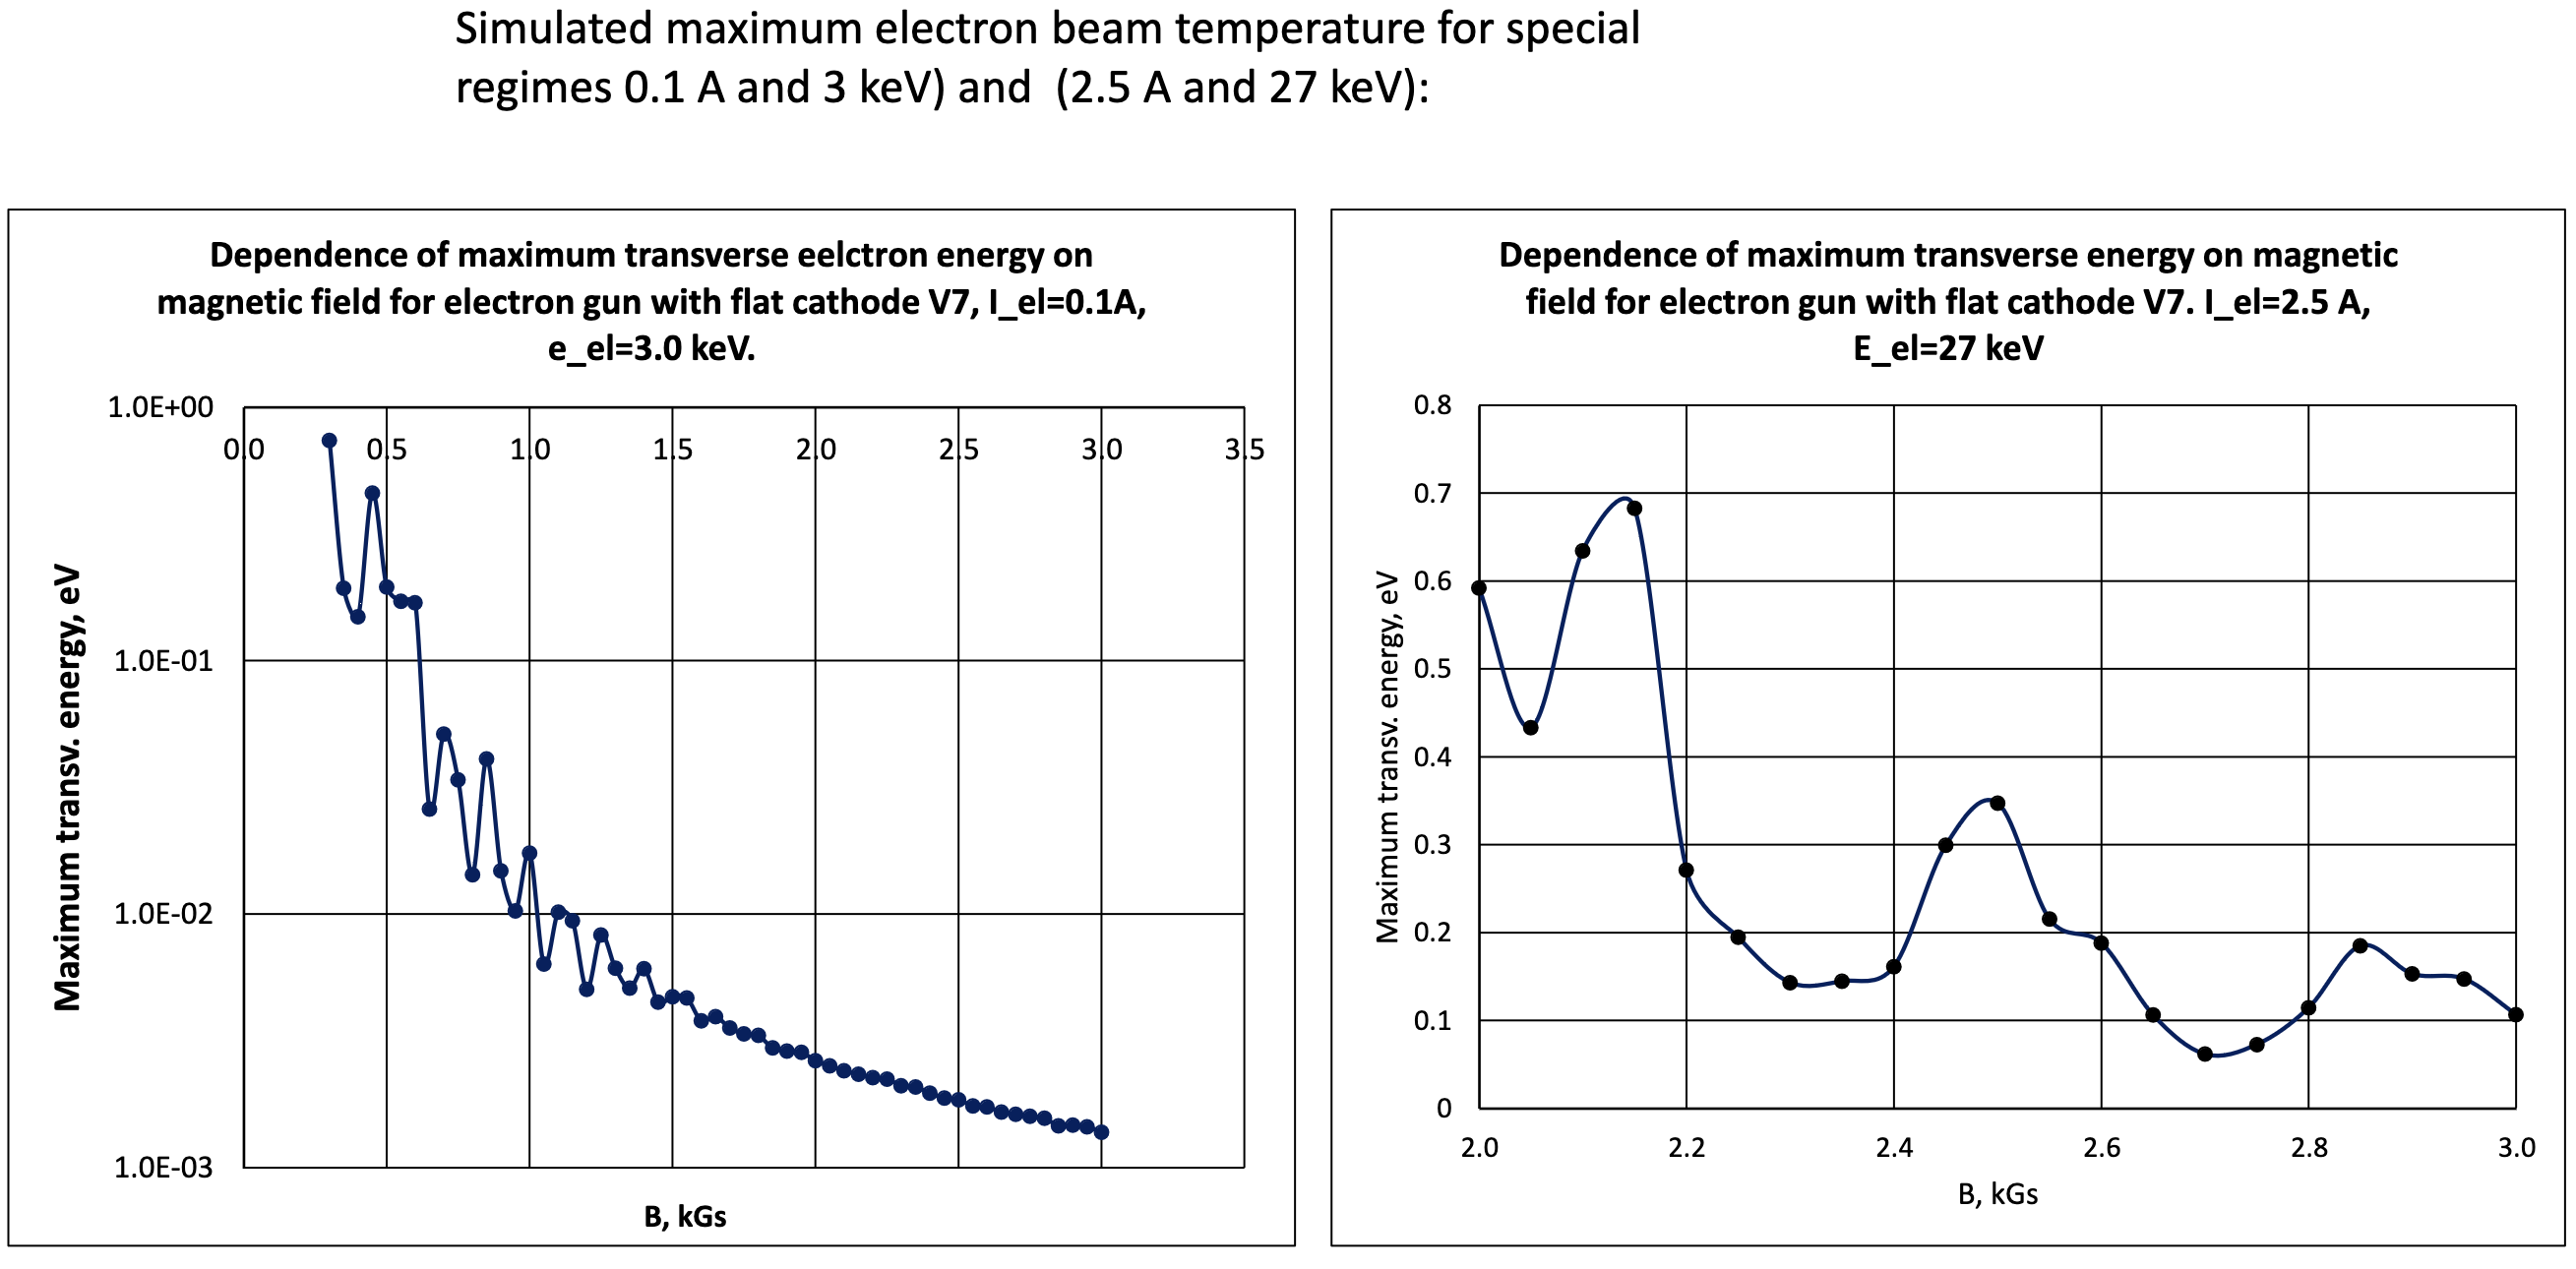 Simulated maximum electron beam temperature for special
regimes 0.1 A and 3 keV) and  (2.5 A and 27 keV):
Dependence of maximum transverse eelctron energy on
magnetic field for electron gun with flat cathode V7, I_el=0.1A,
e_el=3.0 keV.
1.0E+00
0.0 0.5 1.0 1.5 2.0 2.5 3.0 3.5
1.0E-01
1.0E-02
1.0E-03
Maximum transv. energy, eV
B, kGs
Dependence of maximum transverse energy on magnetic
field for electron gun with flat cathode V7. I_el=2.5 A,
E_el=27 keV
0.8
0.7
0.6
0.5
0.4
0.3
0.2
0.1
0
Maximum transv. energy, eV
2.0 2.2 2.4 2.6 2.8 3.0
B, kGs